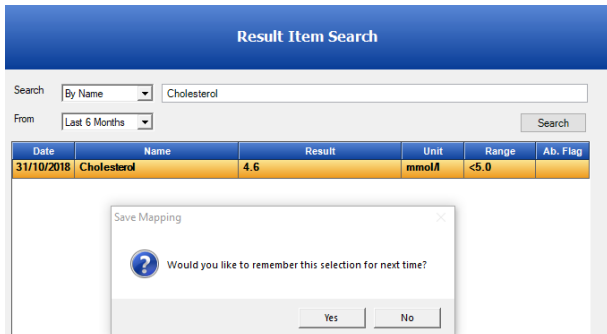 Result Item Search
Search By Name Cholesterol
From Last 6 Months Search
Date Name Result Unit Range Ab. Flag
31/10/2018 Cholesterol 4.6 mmol/l <5.0
Save Mapping
Would you like to remember this selection for next time?
Yes No